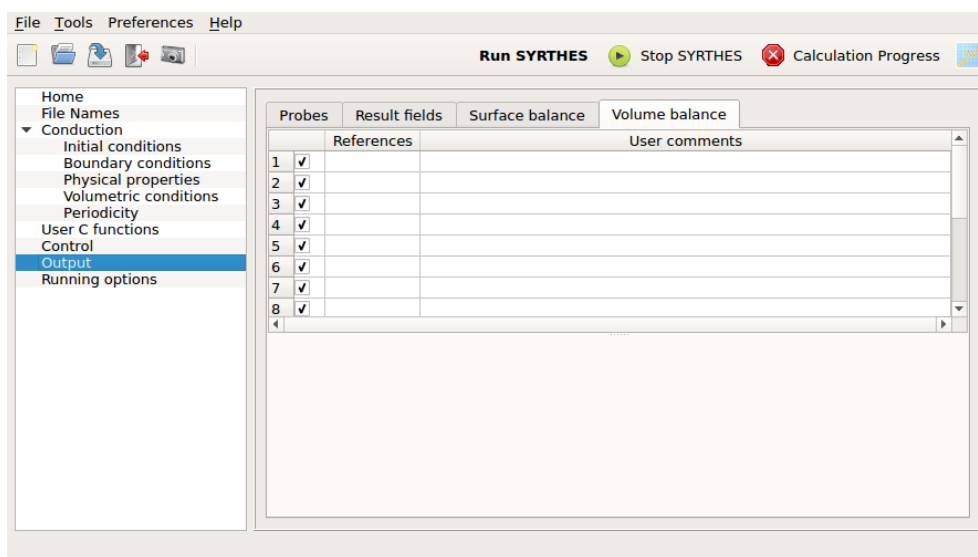 File Tools Preferences Help
Run SYRTHES Stop SYRTHES Calculation Progress
Home
File Names
Conduction
Initial conditions
Boundary conditions
Physical properties
Volumetric conditions
Periodicity
User C functions
Control
Output
Running options
Probes Result fields Surface balance Volume balance
References User comments
1
2
3
4
5
6
7
8